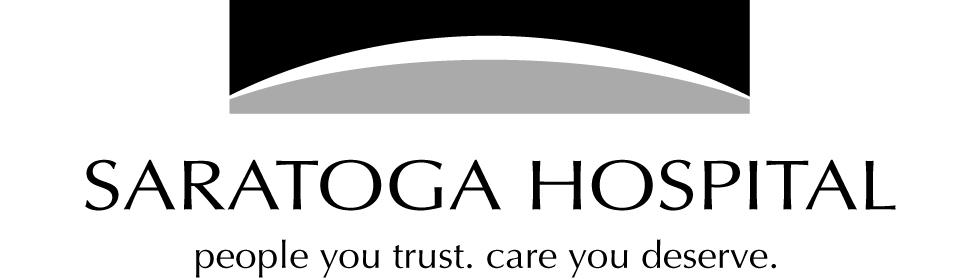 SARATOGA HOSPITAL
people you trust. care you deserve.